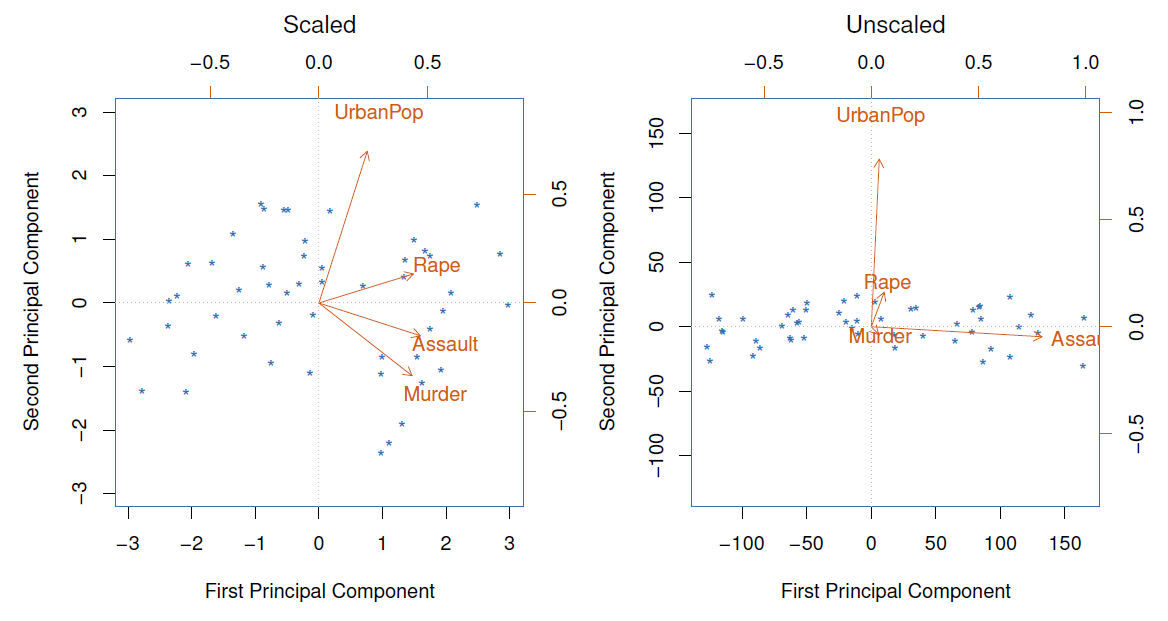 Scaled
−0.5 0.0 0.5
UrbanPop
Rape
Assault
Murder
3
2
1
0
−1
−2
−3
Second Principal Component
0.5
0.0
−0.5
−3 −2 −1 0 1 2 3
First Principal Component
Unscaled
−0.5 0.0 0.5 1.0
UrbanPop
Rape
Murder
Assau
150
100
50
0
−50
−100
Second Principal Component
1.0
0.5
0.0
−0.5
−100 −50 0 50 100 150
First Principal Component